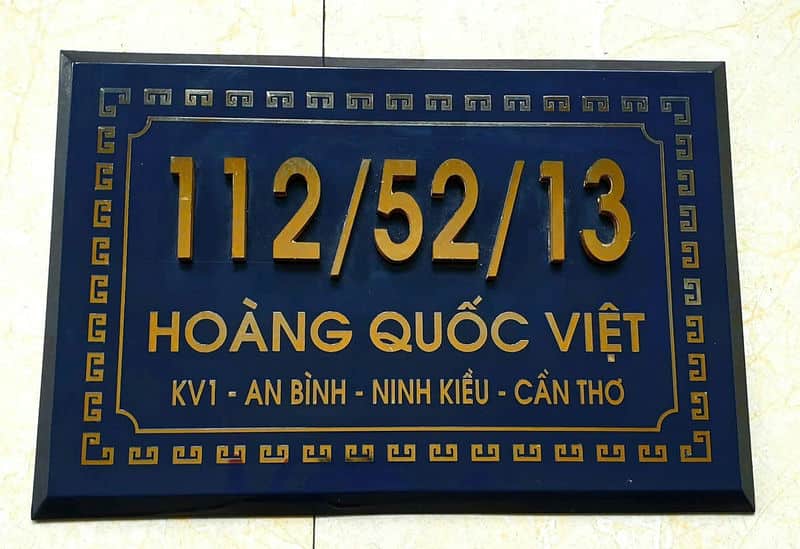 112/52/13
HOÀNG QUỐC VIỆT
KV1 - AN BÌNH - NINH KIỀU - CẦN THƠ